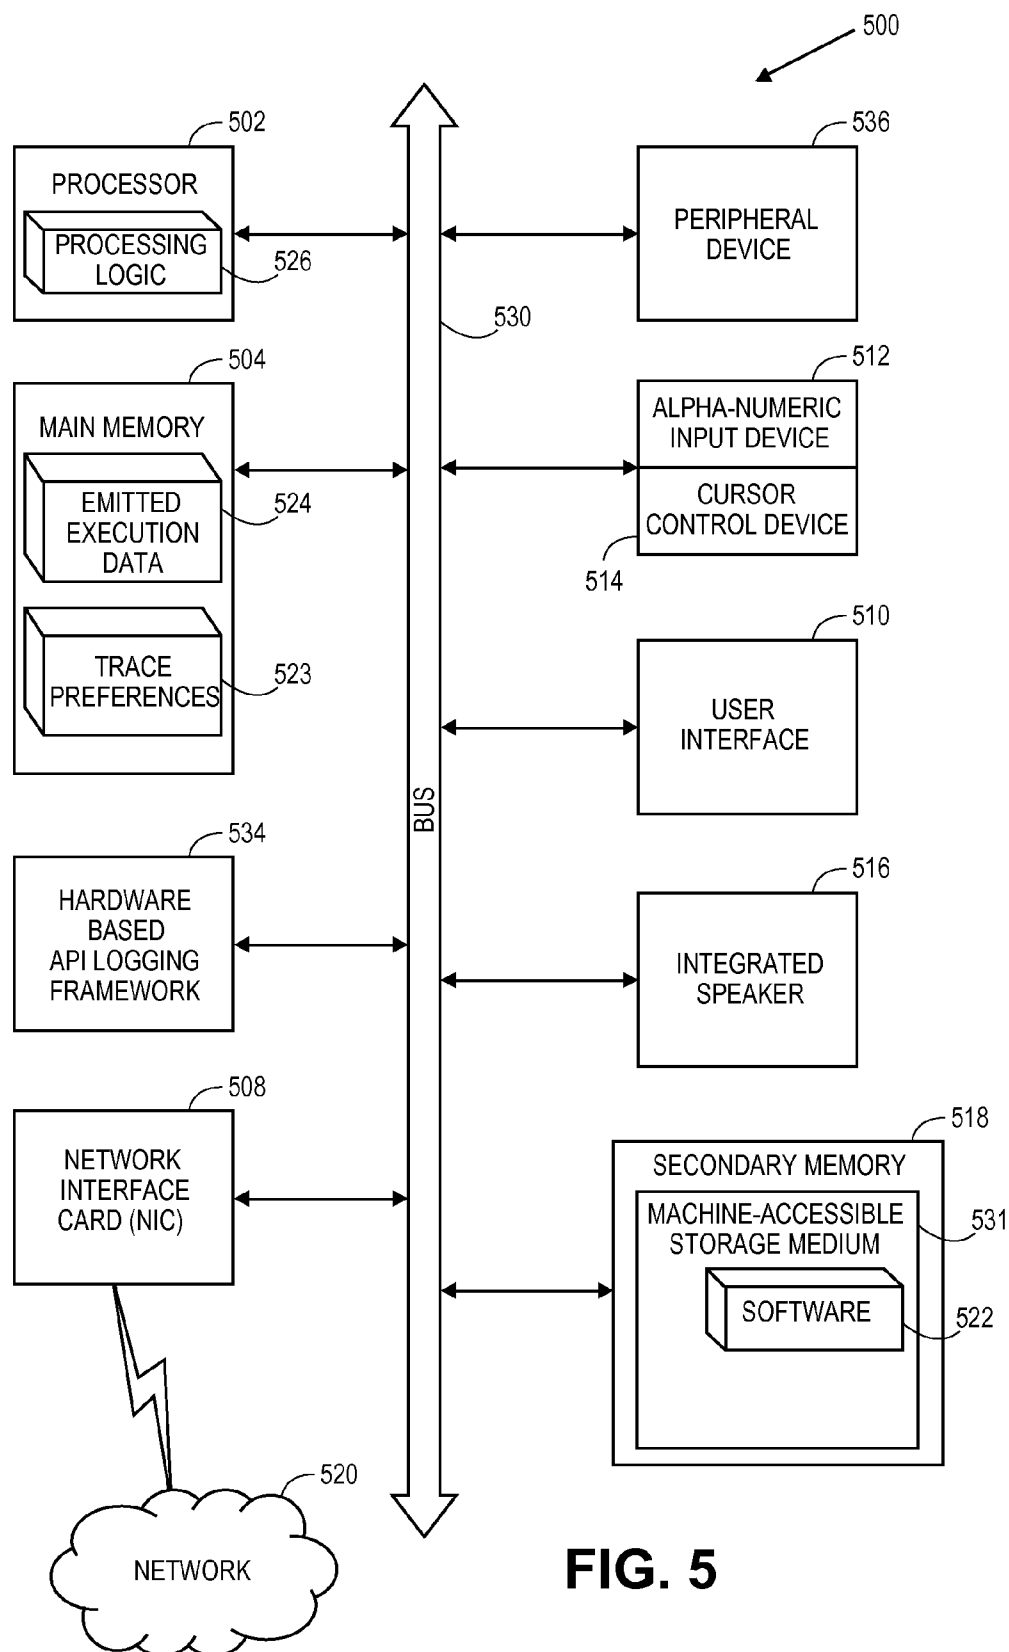 500
502
PROCESSOR
PROCESSING
LOGIC
526
504
MAIN MEMORY
EMITTED
EXECUTION
DATA
524
TRACE
PREFERENCES
523
534
HARDWARE
BASED
API LOGGING
FRAMEWORK
508
NETWORK
INTERFACE
CARD (NIC)
520
NETWORK
530
BUS
536
PERIPHERAL
DEVICE
512
ALPHA-NUMERIC
INPUT DEVICE
CURSOR
CONTROL DEVICE
514
510
USER
INTERFACE
516
INTEGRATED
SPEAKER
518
SECONDARY MEMORY
MACHINE-ACCESSIBLE
STORAGE MEDIUM
531
SOFTWARE
522
FIG. 5